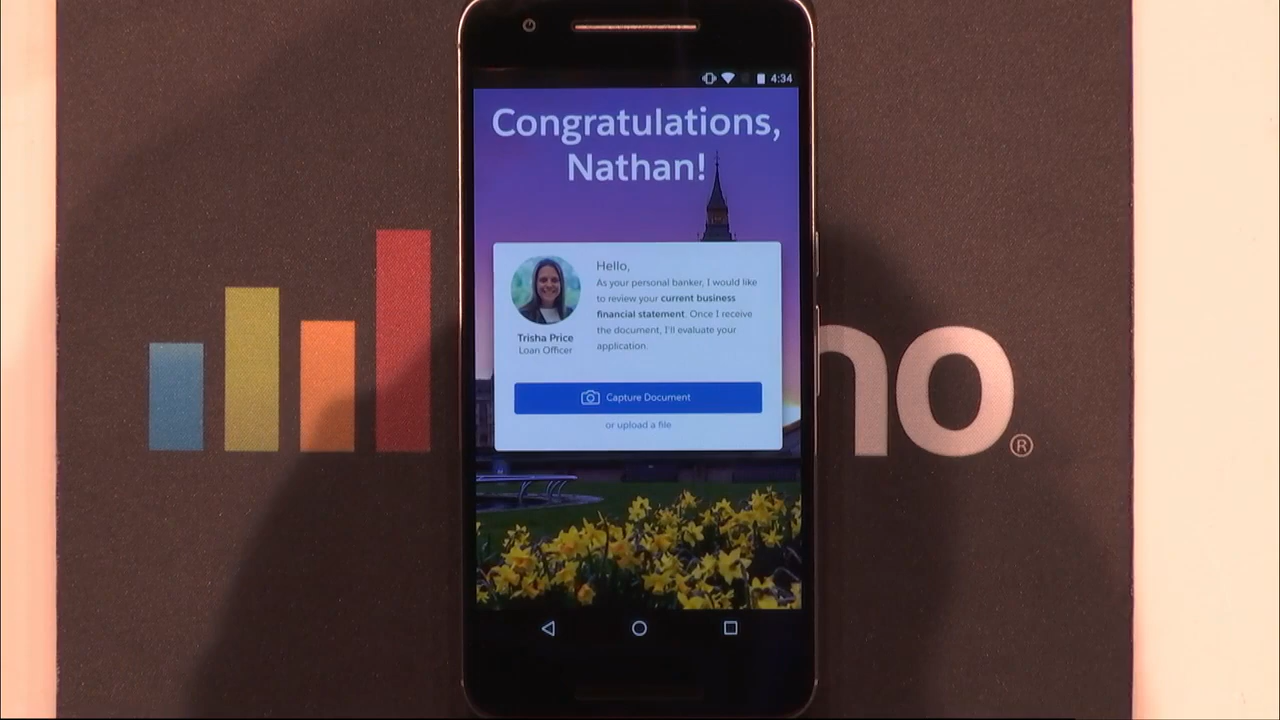 4:34
Congratulations,
Nathan!
Hello,
As your personal banker, I would like
to review your current business
financial statement. Once I receive
the document, I'll evaluate your
application.
Trisha Price
Loan Officer
Capture Document
or upload a file
no®